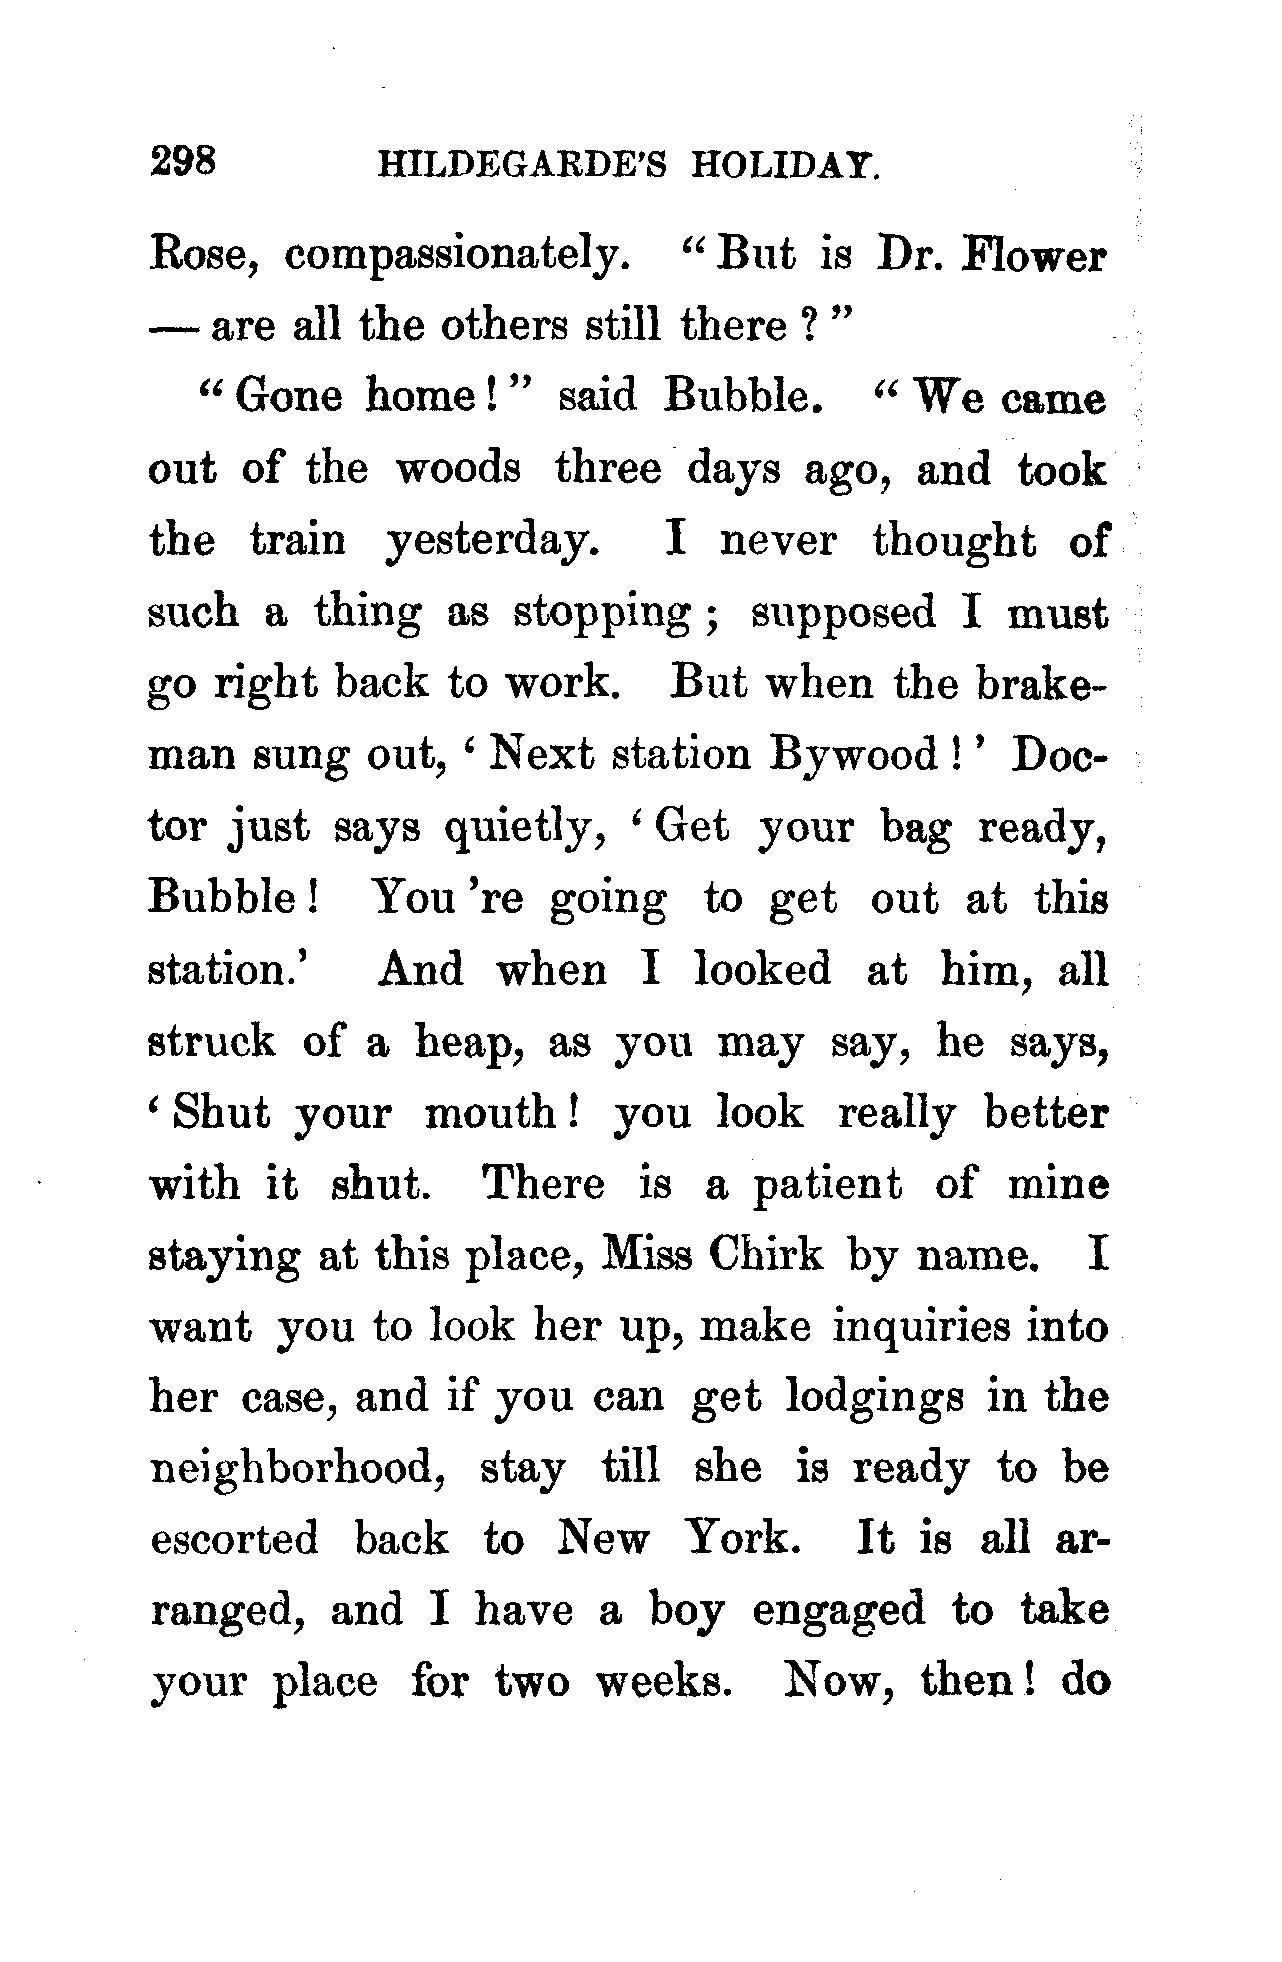 298 HILDEGARDE'S HOLIDAY.
Rose, compassionately. “ But is Dr. Flower
— are all the others still there ? ”
“ Gone home ! ” said Bubble. “ We came
out of the woods three days ago, and took
the train yesterday. I never thought of
such a thing as stopping ; supposed I must
go right back to work. But when the brake-
man sung out, ‘ Next station Bywood ! ’ Doc-
tor just says quietly, ‘ Get your bag ready,
Bubble ! You 're going to get out at this
station.’ And when I looked at him, all
struck of a heap, as you may say, he says,
‘ Shut your mouth ! you look really better
with it shut. There is a patient of mine
staying at this place, Miss Chirk by name. I
want you to look her up, make inquiries into
her case, and if you can get lodgings in the
neighborhood, stay till she is ready to be
escorted back to New York. It is all ar-
ranged, and I have a boy engaged to take
your place for two weeks. Now, then ! do